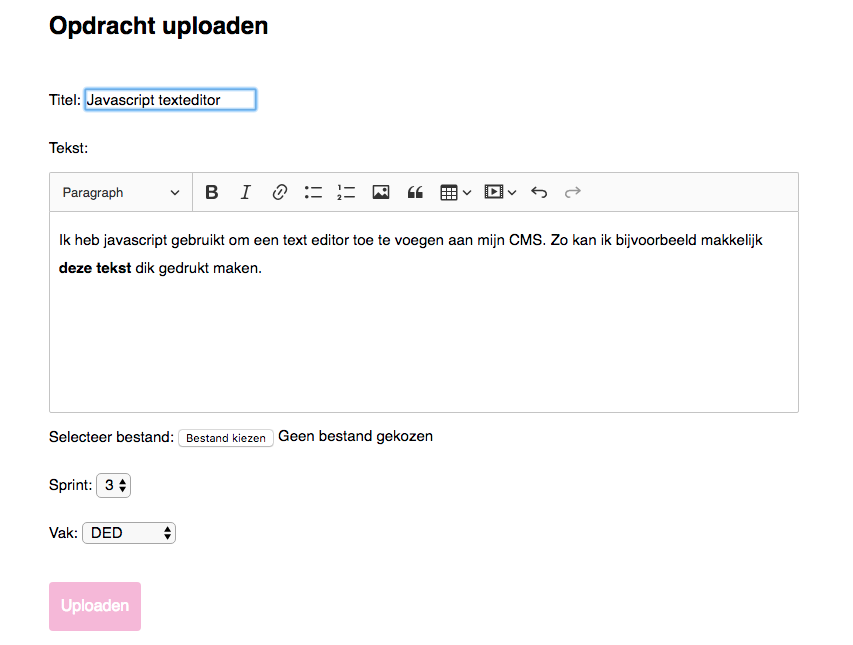 Opdracht uploaden
Titel: Javascript texteditor
Tekst:
Paragraph B I
Ik heb javascript gebruikt om een text editor toe te voegen aan mijn CMS. Zo kan ik bijvoorbeeld makkelijk
deze tekst dik gedrukt maken.
Selecteer bestand: Bestand kiezen Geen bestand gekozen
Sprint: 3
Vak: DED
Uploaden